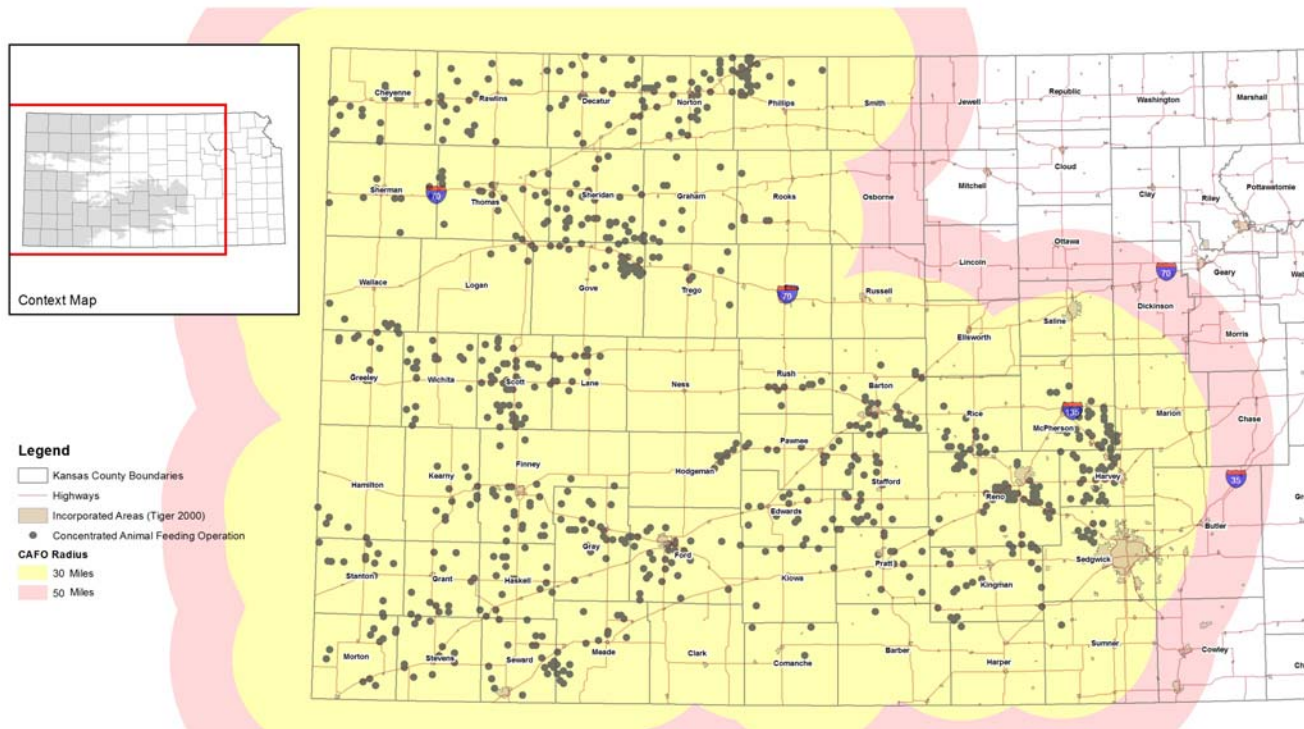 Context Map
Legend
Kansas County Boundaries
Highways
Incorporated Areas (Tiger 2000)
Concentrated Animal Feeding Operation
CAFO Radius
30 Miles
50 Miles
Cheyenne
Rawlins
Decatur
Norton
Phillips
Smith
Jewell
Republic
Washington
Marshall
Sherman
70
Thomas
Sheridan
Graham
Rooks
Osborne
Mitchell
Cloud
Clay
Riley
Pottawatomie
Wallace
Logan
Gove
Trego
70
Russell
Lincoln
Ottawa
70
Geary
Dickinson
Saline
Ellsworth
Morris
Greeley
Wichita
Scott
Lane
Ness
Rush
Barton
Rice
135
McPherson
Marion
Chase
Hamilton
Kearny
Finney
Hodgeman
Pawnee
Stafford
Reno
Harvey
35
Butler
Edwards
Gray
Ford
Stanton
Grant
Haskell
Kiowa
Pratt
Kingman
Sedgwick
Morton
Stevens
Seward
Meade
Clark
Comanche
Barber
Harper
Sumner
Cowley